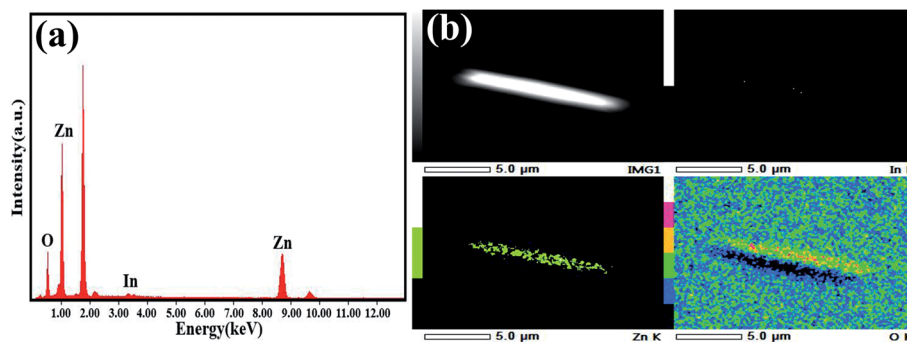 (a)
Intensity(a.u.)
O
Zn
In
Zn
1.00 2.00 3.00 4.00 5.00 6.00 7.00 8.00 9.00 10.00 11.00 12.00
Energy(keV)
(b)
5.0 μm IMG1
5.0 μm In
5.0 μm Zn K
5.0 μm O